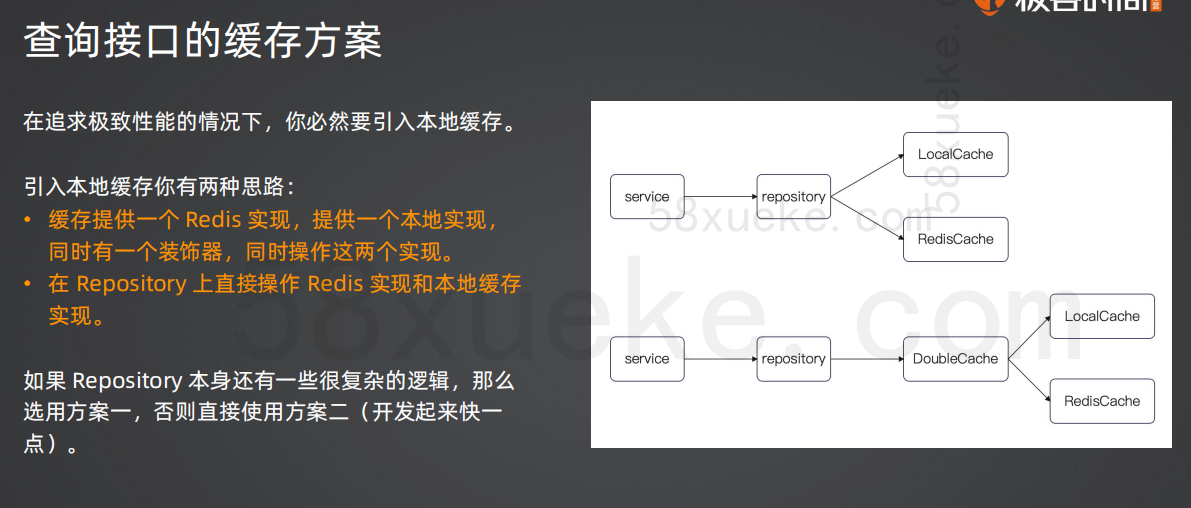 极客时间
查询接口的缓存方案
在追求极致性能的情况下，你必然要引入本地缓存。
引入本地缓存你有两种思路：
• 缓存提供一个 Redis 实现，提供一个本地实现，
同时有一个装饰器，同时操作这两个实现。
• 在 Repository 上直接操作 Redis 实现和本地缓存
实现。
如果 Repository 本身还有一些很复杂的逻辑，那么
选用方案一，否则直接使用方案二（开发起来快一
点）。
LocalCache
service
repository
RedisCache
LocalCache
service
repository
DoubleCache
RedisCache
58xueke.com
58xueke.com
58xueke.com